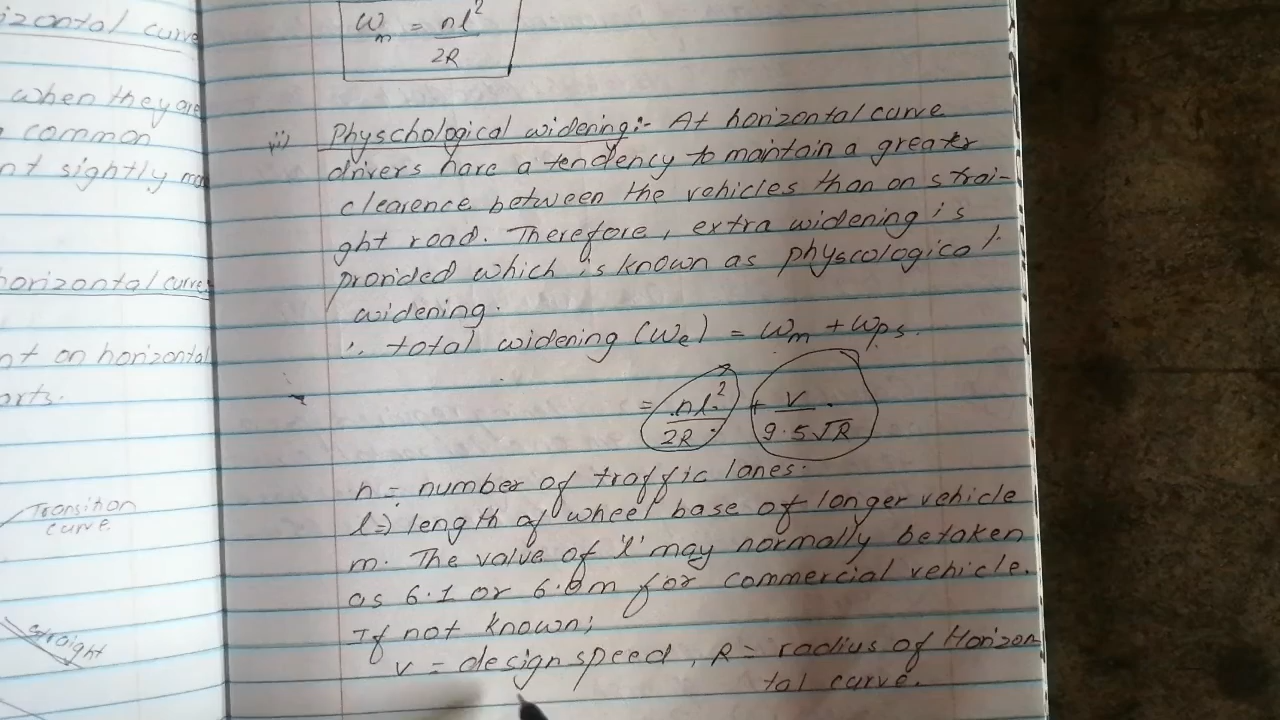 izontal curve
when they are
common
nt sightly mo
horizontal curves
nt on horizontal
arts.
Transition
curve.
straight
Wm = nl²
2R
ii) Physchological widening:- At horizontal curve
drivers have a tendency to maintain a greater
clearence between the vehicles than on strai-
ght road. Therefore, extra widening is
provided which is known as physcological
widening.
∴ total widening (We) = Wm + Wps.
= nl²/2R + V/9.5√R
n = number of traffic lanes.
l => length of wheel base of longer vehicle
m. The value of 'l' may normally be taken
as 6.1 or 6.0m for commercial vehicle.
If not known;
V = design speed, R = radius of Horizon
tal curve.